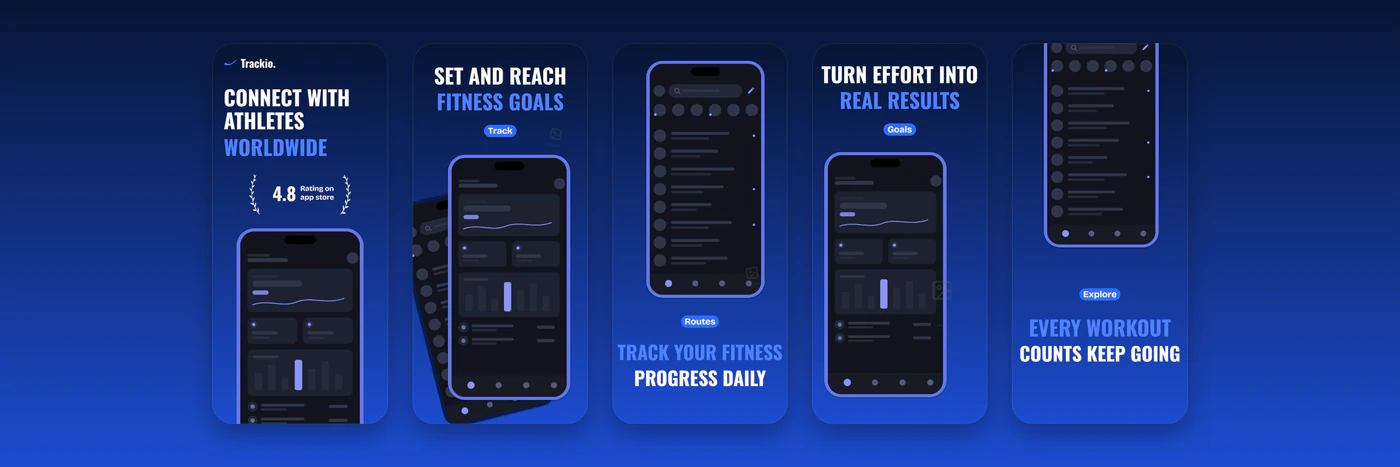 Trackio.
CONNECT WITH
ATHLETES
WORLDWIDE
4.8
Rating on
app store
SET AND REACH
FITNESS GOALS
Track
Routes
TRACK YOUR FITNESS
PROGRESS DAILY
TURN EFFORT INTO
REAL RESULTS
Goals
Explore
EVERY WORKOUT
COUNTS KEEP GOING